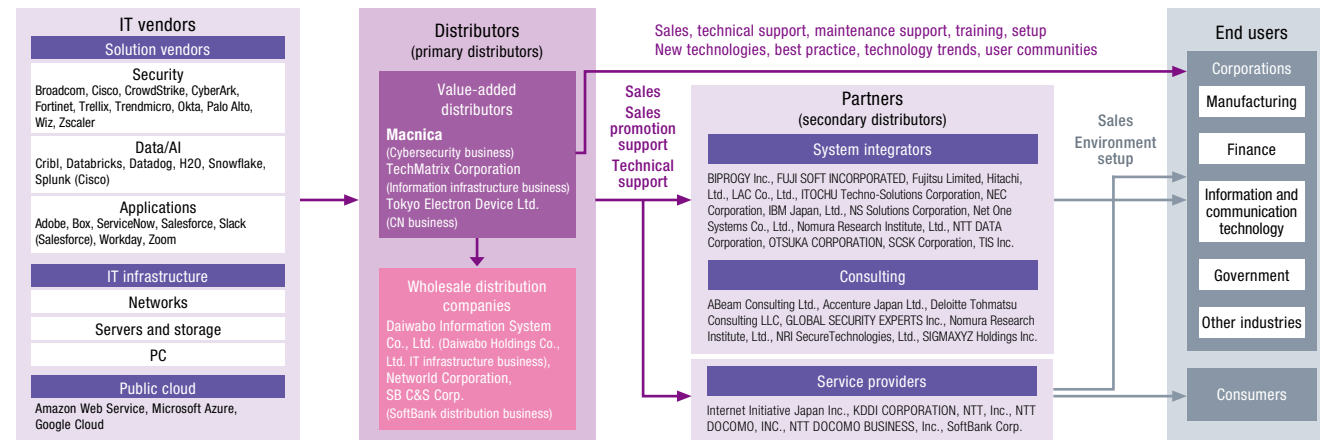 IT vendors
Solution vendors
Security
Broadcom, Cisco, CrowdStrike, CyberArk,
Fortinet, Trellix, Trendmicro, Okta, Palo Alto,
Wiz, Zscaler
Data/AI
Cribl, Databricks, Datadog, H2O, Snowflake,
Splunk (Cisco)
Applications
Adobe, Box, ServiceNow, Salesforce, Slack
(Salesforce), Workday, Zoom
IT infrastructure
Networks
Servers and storage
PC
Public cloud
Amazon Web Service, Microsoft Azure,
Google Cloud
Distributors
(primary distributors)
Value-added
distributors
Macnica
(Cybersecurity business)
TechMatrix Corporation
(Information infrastructure business)
Tokyo Electron Device Ltd.
(CN business)
Wholesale distribution
companies
Daiwabo Information System
Co., Ltd. (Daiwabo Holdings Co.,
Ltd. IT infrastructure business),
Networld Corporation,
SB C&S Corp.
(SoftBank distribution business)
Sales, technical support, maintenance support, training, setup
New technologies, best practice, technology trends, user communities
Sales
Sales
promotion
support
Technical
support
Partners
(secondary distributors)
System integrators
BIPROGY Inc., FUJI SOFT INCORPORATED, Fujitsu Limited, Hitachi,
Ltd., LAC Co., Ltd., ITOCHU Techno-Solutions Corporation, NEC
Corporation, IBM Japan, Ltd., NS Solutions Corporation, Net One
Systems Co., Ltd., Nomura Research Institute, Ltd., NTT DATA
Corporation, OTSUKA CORPORATION, SCSK Corporation, TIS Inc.
Consulting
ABeam Consulting Ltd., Accenture Japan Ltd., Deloitte Tohmatsu
Consulting LLC, GLOBAL SECURITY EXPERTS Inc., Nomura Research
Institute, Ltd., NRI SecureTechnologies, Ltd., SIGMAXYZ Holdings Inc.
Service providers
Internet Initiative Japan Inc., KDDI CORPORATION, NTT, Inc., NTT
DOCOMO, INC., NTT DOCOMO BUSINESS, Inc., SoftBank Corp.
Sales
Environment
setup
End users
Corporations
Manufacturing
Finance
Information and
communication
technology
Government
Other industries
Consumers